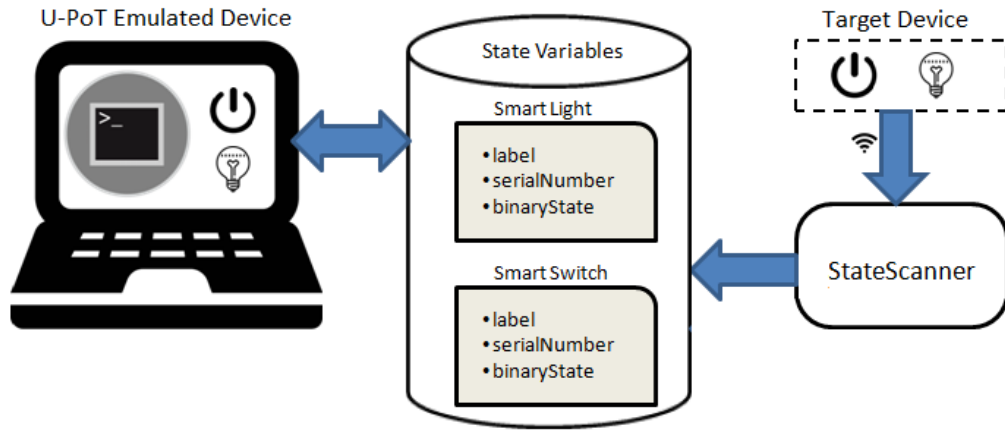 U-PoT Emulated Device
>_
State Variables
Smart Light
•label
•serialNumber
•binaryState
Smart Switch
•label
•serialNumber
•binaryState
Target Device
StateScanner